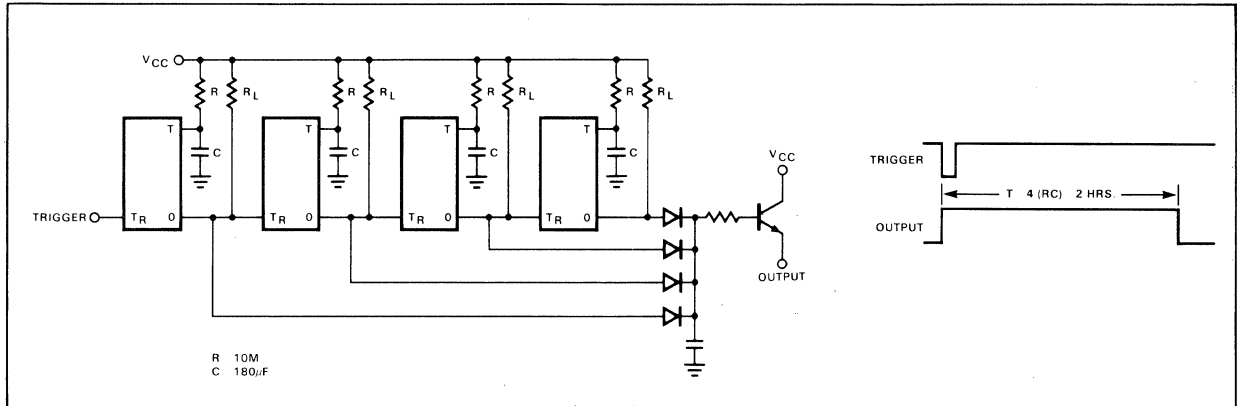 VCC
R RL R RL R RL R RL
T T T T
C C C C
VCC
TRIGGER TR 0 TR 0 TR 0 TR 0
OUTPUT
R 10M
C 180µF
TRIGGER
T 4 (RC) 2 HRS.
OUTPUT